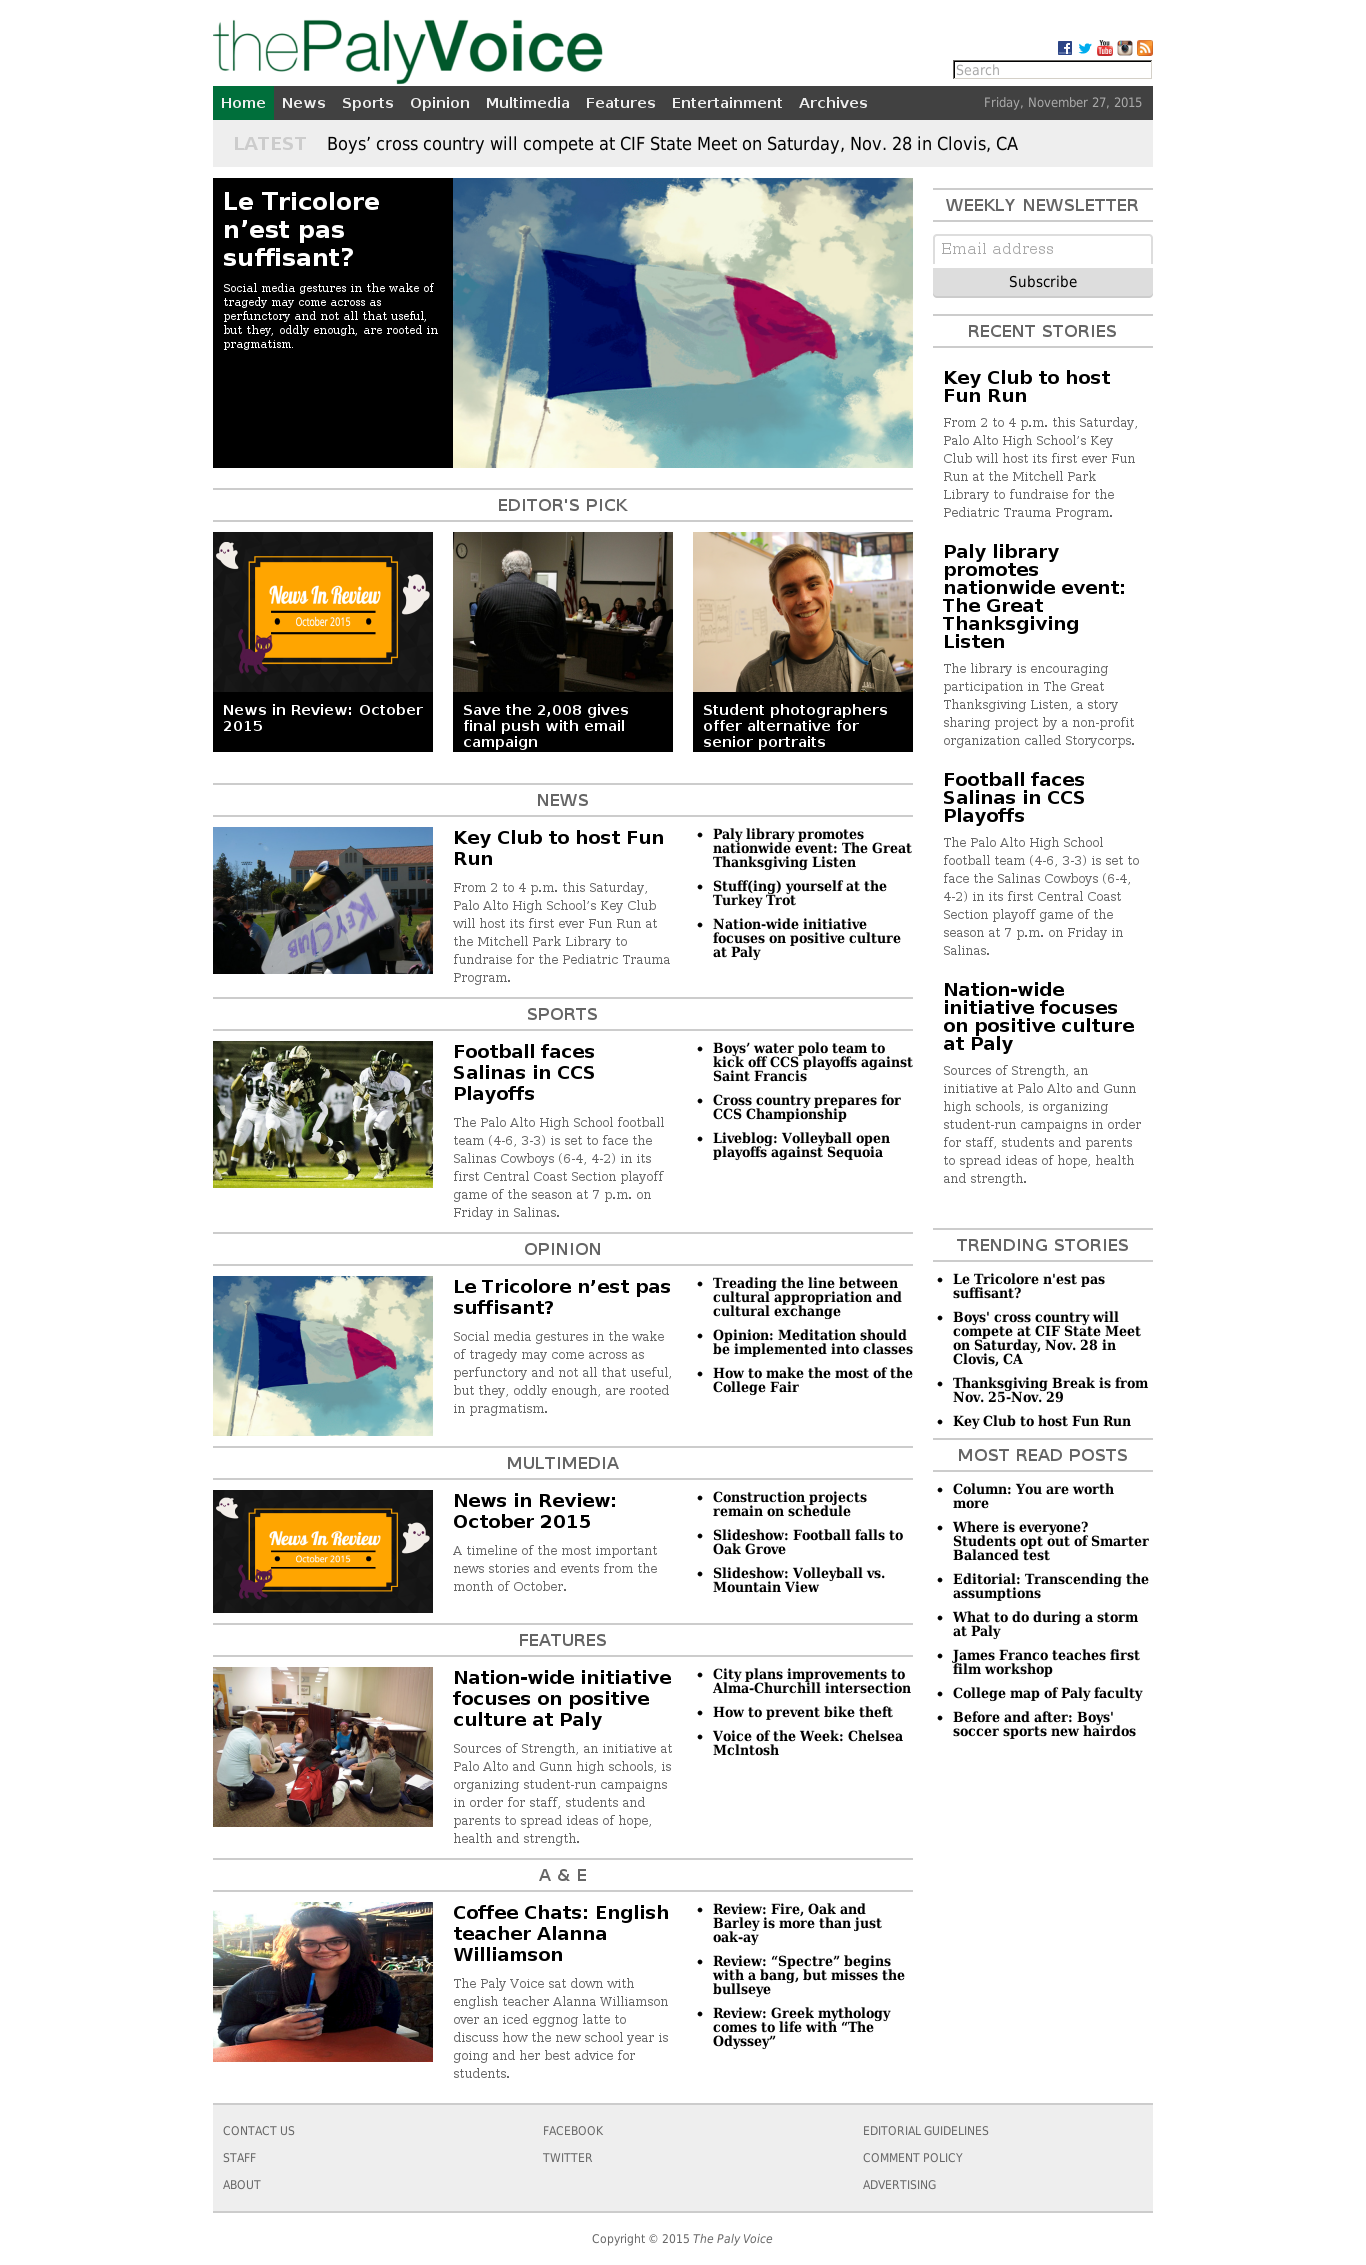 thePalyVoice
Search
Home News Sports Opinion Multimedia Features Entertainment Archives
Friday, November 27, 2015
LATEST
Boys’ cross country will compete at CIF State Meet on Saturday, Nov. 28 in Clovis, CA
Le Tricolore
n’est pas
suffisant?
Social media gestures in the wake of
tragedy may come across as
perfunctory and not all that useful,
but they, oddly enough, are rooted in
pragmatism.
EDITOR'S PICK
News In Review
October 2015
News in Review: October
2015
Save the 2,008 gives
final push with email
campaign
Student photographers
offer alternative for
senior portraits
NEWS
KEY CLUB
Key Club to host Fun
Run
From 2 to 4 p.m. this Saturday,
Palo Alto High School’s Key Club
will host its first ever Fun Run at
the Mitchell Park Library to
fundraise for the Pediatric Trauma
Program.
Paly library promotes
nationwide event: The Great
Thanksgiving Listen
Stuff(ing) yourself at the
Turkey Trot
Nation-wide initiative
focuses on positive culture
at Paly
SPORTS
Football faces
Salinas in CCS
Playoffs
The Palo Alto High School football
team (4-6, 3-3) is set to face the
Salinas Cowboys (6-4, 4-2) in its
first Central Coast Section playoff
game of the season at 7 p.m. on
Friday in Salinas.
Boys’ water polo team to
kick off CCS playoffs against
Saint Francis
Cross country prepares for
CCS Championship
Liveblog: Volleyball open
playoffs against Sequoia
OPINION
Le Tricolore n’est pas
suffisant?
Social media gestures in the wake
of tragedy may come across as
perfunctory and not all that useful,
but they, oddly enough, are rooted
in pragmatism.
Treading the line between
cultural appropriation and
cultural exchange
Opinion: Meditation should
be implemented into classes
How to make the most of the
College Fair
MULTIMEDIA
News In Review
October 2015
News in Review:
October 2015
A timeline of the most important
news stories and events from the
month of October.
Construction projects
remain on schedule
Slideshow: Football falls to
Oak Grove
Slideshow: Volleyball vs.
Mountain View
FEATURES
Nation-wide initiative
focuses on positive
culture at Paly
Sources of Strength, an initiative at
Palo Alto and Gunn high schools, is
organizing student-run campaigns
in order for staff, students and
parents to spread ideas of hope,
health and strength.
City plans improvements to
Alma-Churchill intersection
How to prevent bike theft
Voice of the Week: Chelsea
Mclntosh
A & E
Coffee Chats: English
teacher Alanna
Williamson
The Paly Voice sat down with
english teacher Alanna Williamson
over an iced eggnog latte to
discuss how the new school year is
going and her best advice for
students.
Review: Fire, Oak and
Barley is more than just
oak-ay
Review: “Spectre” begins
with a bang, but misses the
bullseye
Review: Greek mythology
comes to life with “The
Odyssey”
WEEKLY NEWSLETTER
Email address
Subscribe
RECENT STORIES
Key Club to host
Fun Run
From 2 to 4 p.m. this Saturday,
Palo Alto High School’s Key
Club will host its first ever Fun
Run at the Mitchell Park
Library to fundraise for the
Pediatric Trauma Program.
Paly library
promotes
nationwide event:
The Great
Thanksgiving
Listen
The library is encouraging
participation in The Great
Thanksgiving Listen, a story
sharing project by a non-profit
organization called Storycorps.
Football faces
Salinas in CCS
Playoffs
The Palo Alto High School
football team (4-6, 3-3) is set to
face the Salinas Cowboys (6-4,
4-2) in its first Central Coast
Section playoff game of the
season at 7 p.m. on Friday in
Salinas.
Nation-wide
initiative focuses
on positive culture
at Paly
Sources of Strength, an
initiative at Palo Alto and Gunn
high schools, is organizing
student-run campaigns in order
for staff, students and parents
to spread ideas of hope, health
and strength.
TRENDING STORIES
Le Tricolore n'est pas
suffisant?
Boys' cross country will
compete at CIF State Meet
on Saturday, Nov. 28 in
Clovis, CA
Thanksgiving Break is from
Nov. 25-Nov. 29
Key Club to host Fun Run
MOST READ POSTS
Column: You are worth
more
Where is everyone?
Students opt out of Smarter
Balanced test
Editorial: Transcending the
assumptions
What to do during a storm
at Paly
James Franco teaches first
film workshop
College map of Paly faculty
Before and after: Boys'
soccer sports new hairdos
CONTACT US
STAFF
ABOUT
FACEBOOK
TWITTER
EDITORIAL GUIDELINES
COMMENT POLICY
ADVERTISING
Copyright © 2015 The Paly Voice